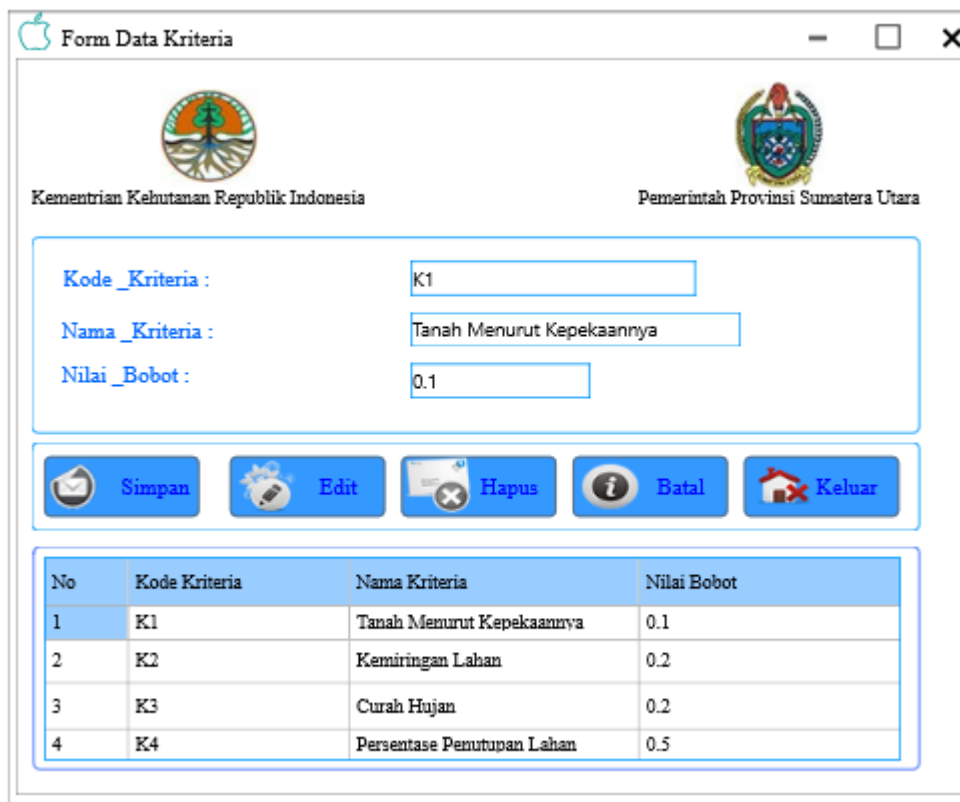 Form Data Kriteria
Kementrian Kehutanan Republik Indonesia
Pemerintah Provinsi Sumatera Utara
Kode _Kriteria :
K1
Nama _Kriteria :
Tanah Menurut Kepekaannya
Nilai _Bobot :
0.1
Simpan Edit Hapus Batal Keluar
No Kode Kriteria Nama Kriteria Nilai Bobot
1 K1 Tanah Menurut Kepekaannya 0.1
2 K2 Kemiringan Lahan 0.2
3 K3 Curah Hujan 0.2
4 K4 Persentase Penutupan Lahan 0.5